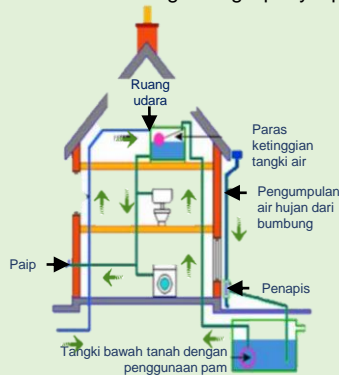 Ruang
udara
Paras
ketinggian
tangki air
Pengumpulan
air hujan dari
bumbung
Paip
Penapis
Tangki bawah tanah dengan
penggunaan pam